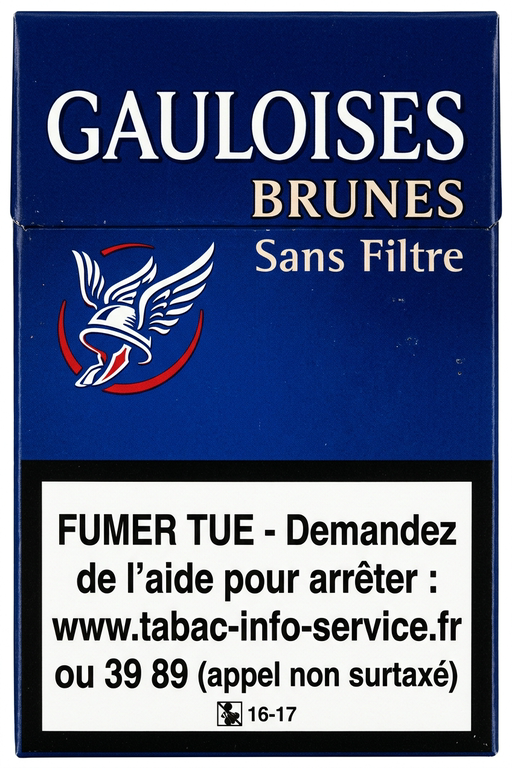 GAULOISES
BRUNES
Sans Filtre
FUMER TUE - Demandez
de l'aide pour arrêter :
www.tabac-info-service.fr
ou 39 89 (appel non surtaxé)
16-17